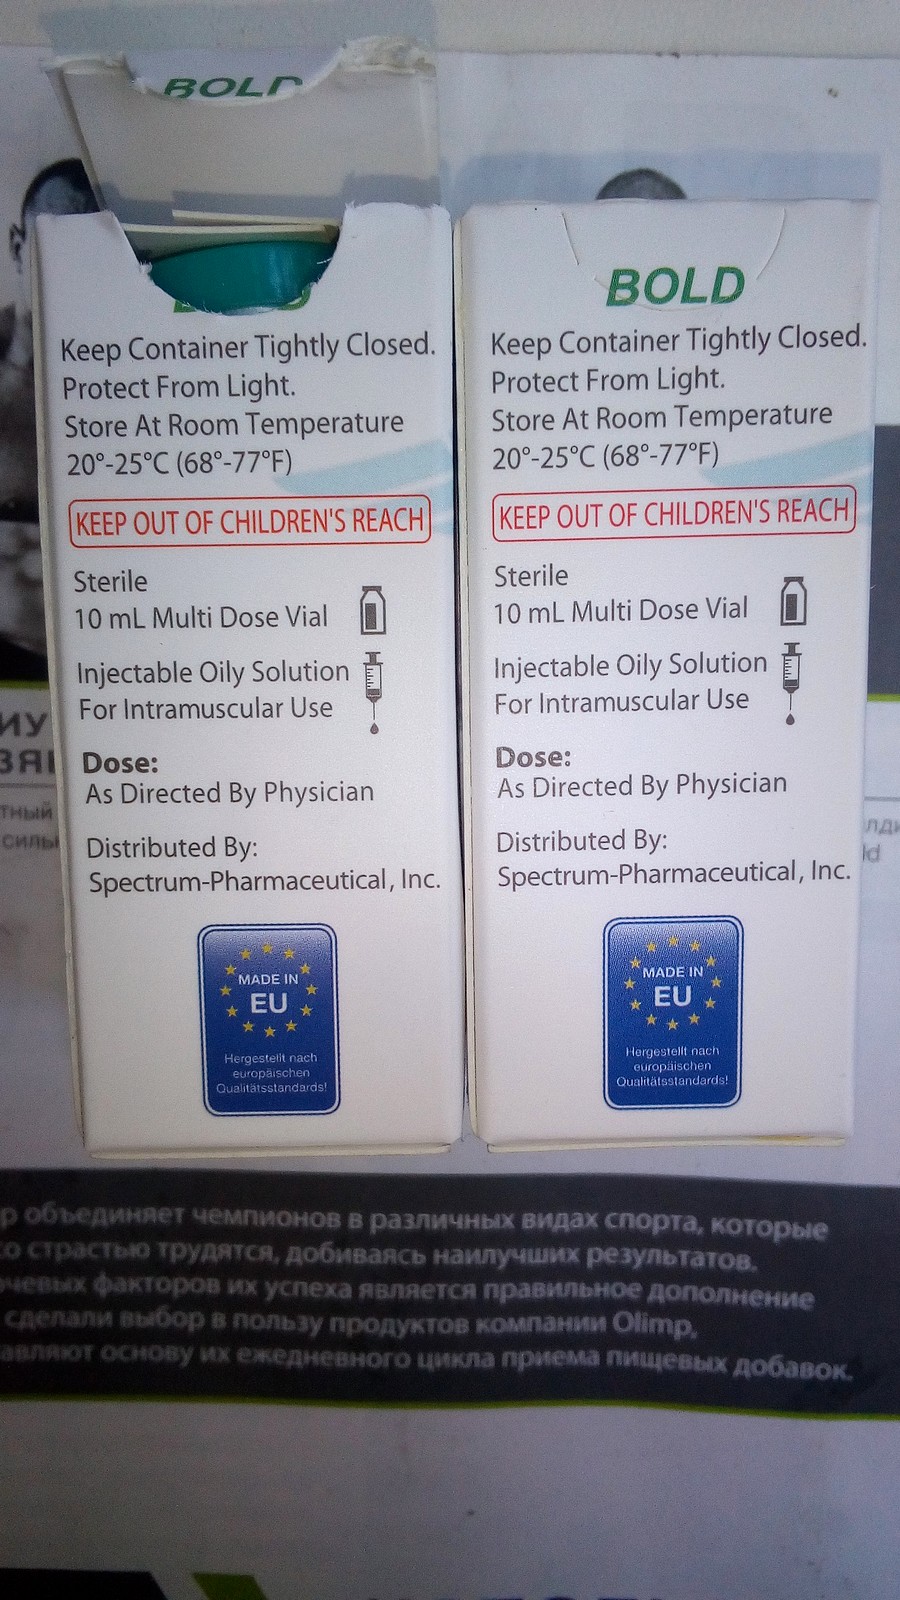 BOLD
Keep Container Tightly Closed.
Protect From Light.
Store At Room Temperature
20°-25°C (68°-77°F)
KEEP OUT OF CHILDREN'S REACH
Sterile
10 mL Multi Dose Vial
Injectable Oily Solution
For Intramuscular Use
Dose:
As Directed By Physician
Distributed By:
Spectrum-Pharmaceutical, Inc.
MADE IN
EU
Hergestellt nach
europäischen
Qualitätsstandards!
BOLD
Keep Container Tightly Closed.
Protect From Light.
Store At Room Temperature
20°-25°C (68°-77°F)
KEEP OUT OF CHILDREN'S REACH
Sterile
10 mL Multi Dose Vial
Injectable Oily Solution
For Intramuscular Use
Dose:
As Directed By Physician
Distributed By:
Spectrum-Pharmaceutical, Inc.
MADE IN
EU
Hergestellt nach
europäischen
Qualitätsstandards!
объединяет чемпионов в различных видах спорта, которые
страстью трудятся, добиваясь наилучших результатов.
факторов их успеха является правильное дополнение
сделали выбор в пользу продуктов компании Olimp,
основу их ежедневного цикла приема пищевых добавок.